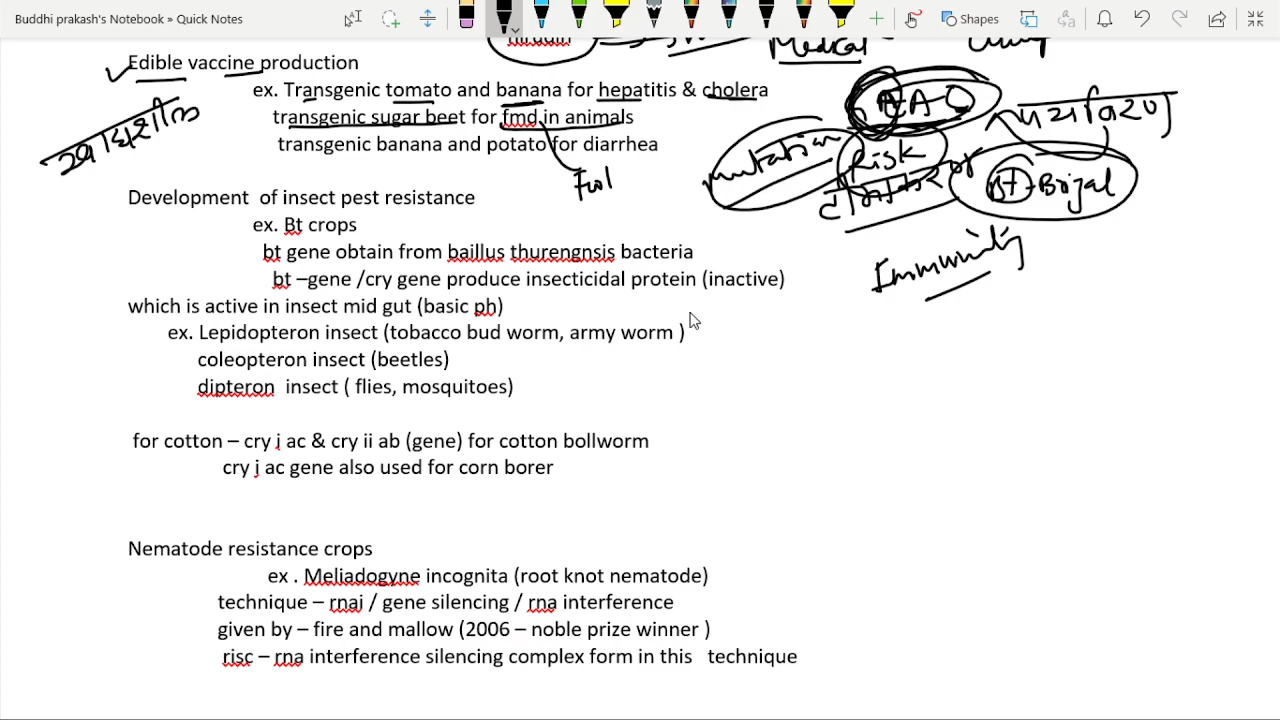 Buddhi prakash's Notebook » Quick Notes
Shapes
hirudin
Medical
Edible vaccine production
ex. Transgenic tomato and banana for hepatitis & cholera
transgenic sugar beet for fmd in animals
transgenic banana and potato for diarrhea
mutation
Risk
Bt-Brijal
Immunity
Development of insect pest resistance
ex. Bt crops
bt gene obtain from baillus thurengnsis bacteria
bt –gene /cry gene produce insecticidal protein (inactive)
which is active in insect mid gut (basic ph)
ex. Lepidopteron insect (tobacco bud worm, army worm )
coleopteron insect (beetles)
dipteron insect ( flies, mosquitoes)
for cotton – cry i ac & cry ii ab (gene) for cotton bollworm
cry i ac gene also used for corn borer
Nematode resistance crops
ex . Meliadogyne incognita (root knot nematode)
technique – rnai / gene silencing / rna interference
given by – fire and mallow (2006 – noble prize winner )
risc – rna interference silencing complex form in this technique